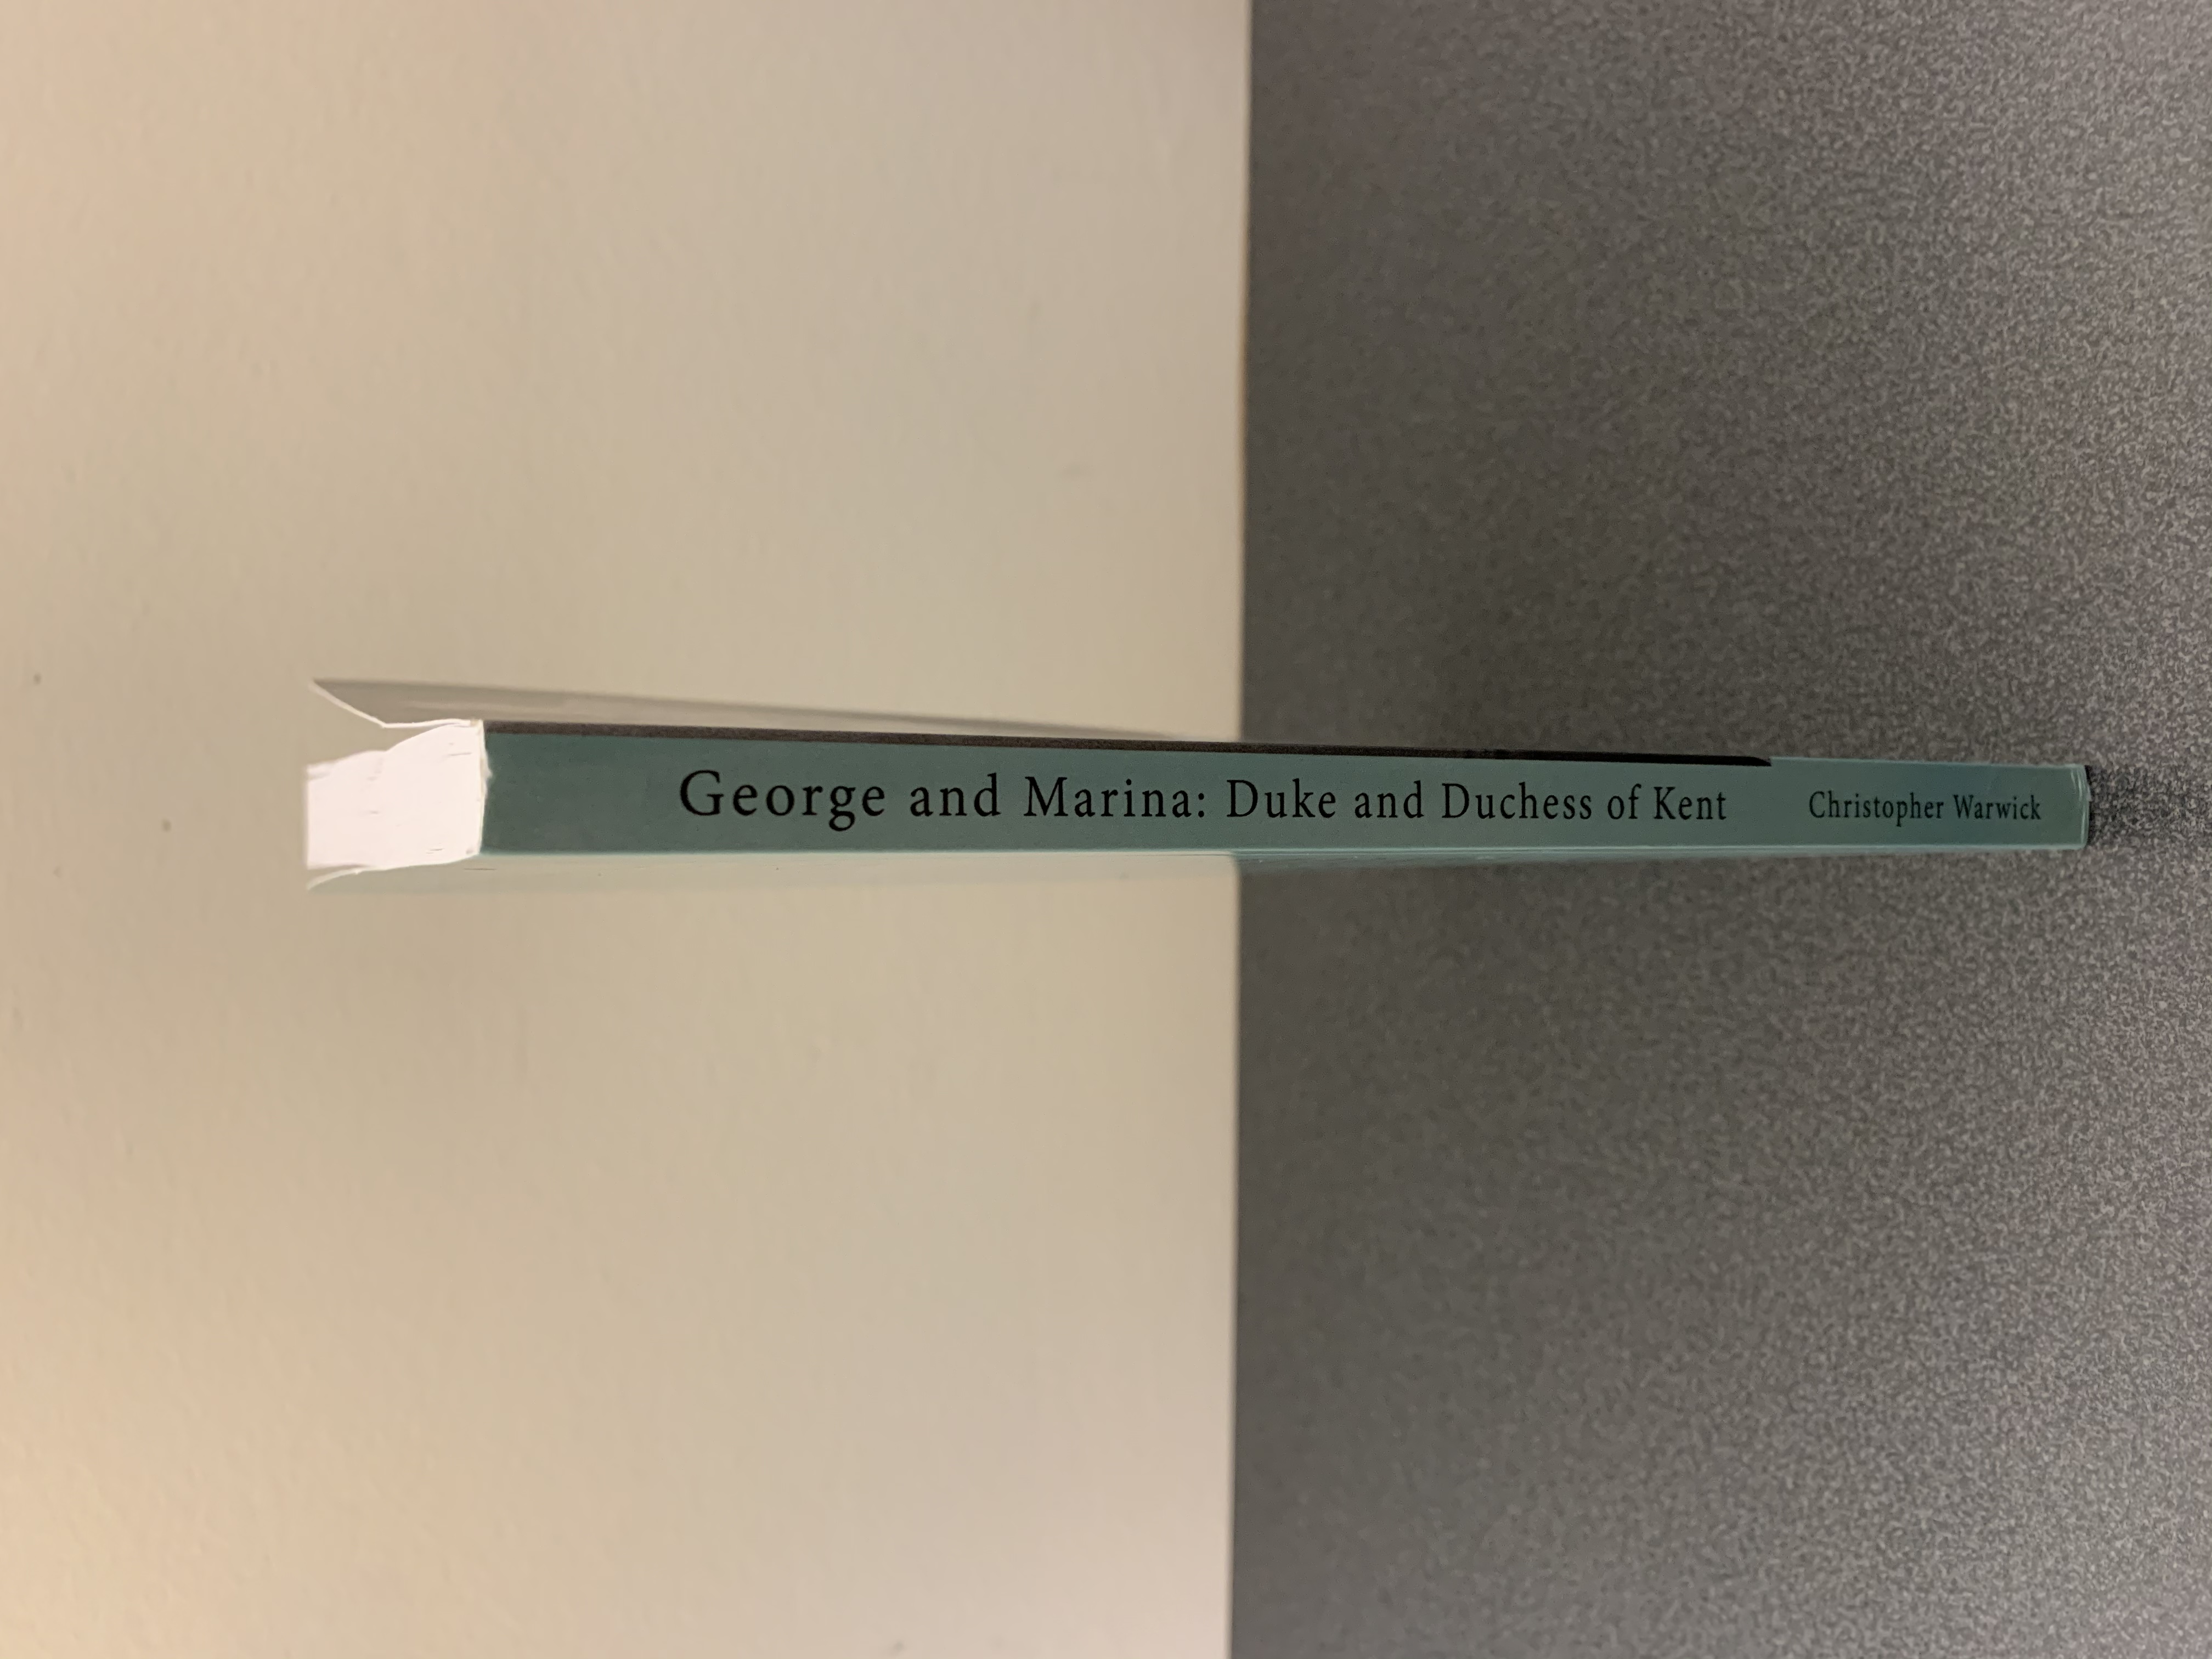 George and Marina: Duke and Duchess of Kent
Christopher Warwick